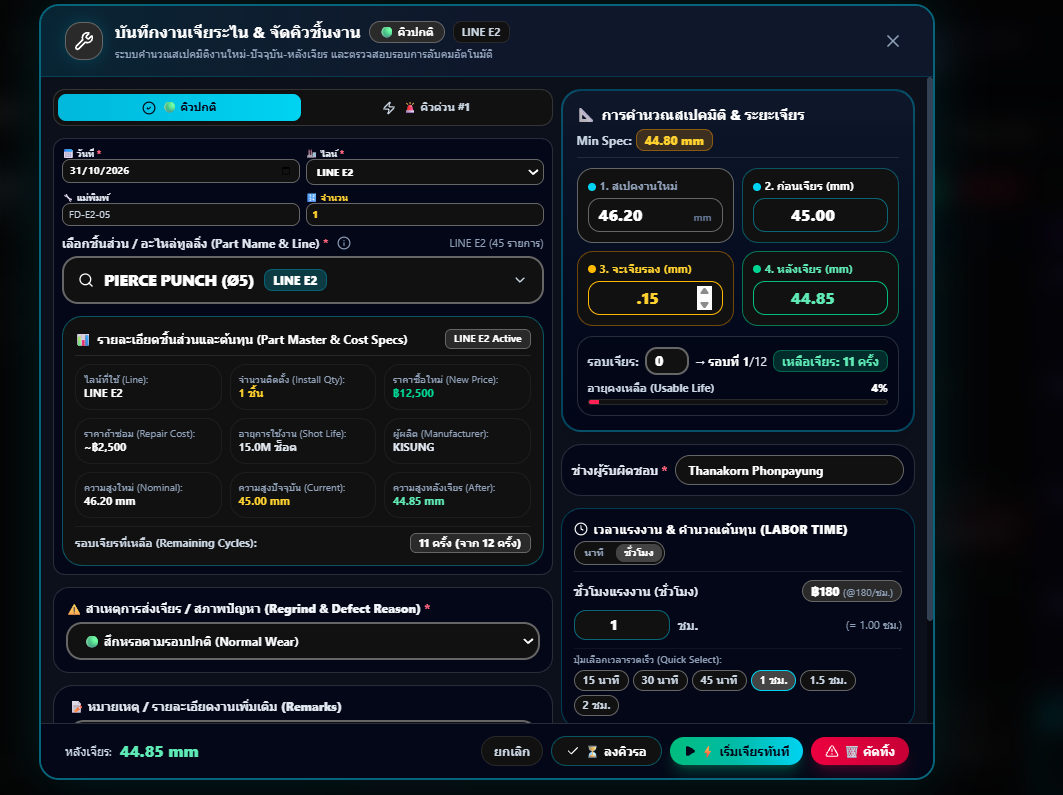 บันทึกงานเจียระไน & จัดคิวชิ้นงาน คิวปกติ LINE E2
ระบบคำนวณสเปคมิติงานใหม่-ปัจจุบัน-หลังเจียร และตรวจสอบรอบการลับคมอัตโนมัติ
คิวปกติ
คิวด่วน #1
วันที่ *
31/10/2026
ไลน์ *
LINE E2
แม่พิมพ์
FD-E2-05
จำนวน
1
เลือกชิ้นส่วน / อะไหล่ทูลลิ่ง (Part Name & Line) *
LINE E2 (45 รายการ)
PIERCE PUNCH (Ø5) LINE E2
รายละเอียดชิ้นส่วนและต้นทุน (Part Master & Cost Specs)
LINE E2 Active
ไลน์ที่ใช้ (Line):
LINE E2
จำนวนติดตั้ง (Install Qty):
1 ชิ้น
ราคาซื้อใหม่ (New Price):
฿12,500
ราคาค่าซ่อม (Repair Cost):
~฿2,500
อายุการใช้งาน (Shot Life):
15.0M ช็อต
ผู้ผลิต (Manufacturer):
KISUNG
ความสูงใหม่ (Nominal):
46.20 mm
ความสูงปัจจุบัน (Current):
45.00 mm
ความสูงหลังเจียร (After):
44.85 mm
รอบเจียรที่เหลือ (Remaining Cycles):
11 ครั้ง (จาก 12 ครั้ง)
สาเหตุการส่งเจียร / สภาพปัญหา (Regrind & Defect Reason) *
สึกหรอตามรอบปกติ (Normal Wear)
หมายเหตุ / รายละเอียดงานเพิ่มเติม (Remarks)
การคำนวณสเปคมิติ & ระยะเจียร
Min Spec: 44.80 mm
1. สเปคงานใหม่
46.20 mm
2. ก่อนเจียร (mm)
45.00
3. จะเจียรลง (mm)
.15
4. หลังเจียร (mm)
44.85
รอบเจียร: 0 → รอบที่ 1/12 เหลือเจียร: 11 ครั้ง
อายุคงเหลือ (Usable Life) 4%
ช่างผู้รับผิดชอบ * Thanakorn Phonpayung
เวลาแรงงาน & คำนวณต้นทุน (LABOR TIME)
นาที ชั่วโมง
ชั่วโมงแรงงาน (ชั่วโมง)
฿180 (@180/ชม.)
1 ชม.
(= 1.00 ชม.)
ปุ่มเลือกเวลารวดเร็ว (Quick Select):
15 นาที 30 นาที 45 นาที 1 ชม. 1.5 ชม.
2 ชม.
หลังเจียร: 44.85 mm
ยกเลิก
ลงคิวรอ
เริ่มเจียรทันที
คัดทิ้ง